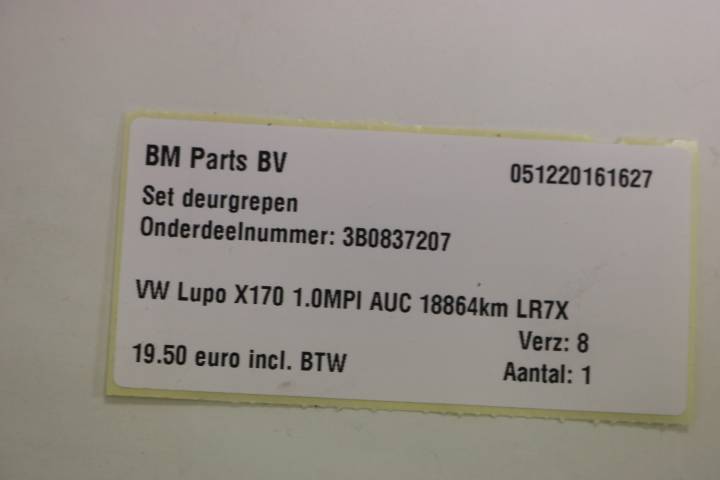 BM Parts BV 051220161627
Set deurgrepen
Onderdeelnummer: 3B0837207
VW Lupo X170 1.0MPI AUC 18864km LR7X
Verz: 8
19.50 euro incl. BTW Aantal: 1